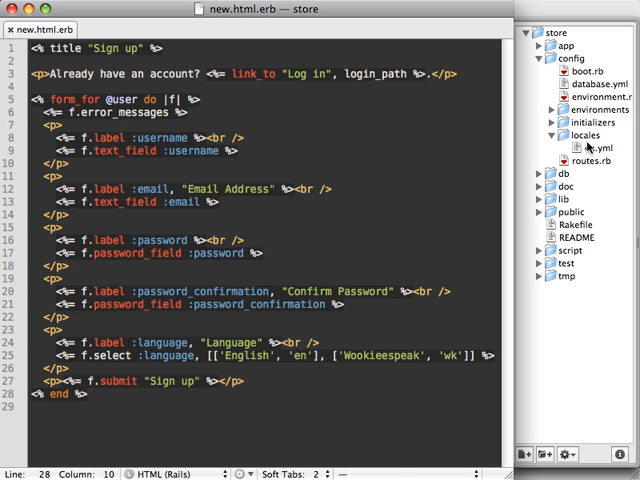 new.html.erb — store
new.html.erb
1 <% title "Sign up" %>
2
3 <p>Already have an account? <%= link_to "Log in", login_path %>.</p>
4
5 <% form_for @user do |f| %>
6 <%= f.error_messages %>
7 <p>
8 <%= f.label :username %><br />
9 <%= f.text_field :username %>
10 </p>
11 <p>
12 <%= f.label :email, "Email Address" %><br />
13 <%= f.text_field :email %>
14 </p>
15 <p>
16 <%= f.label :password %><br />
17 <%= f.password_field :password %>
18 </p>
19 <p>
20 <%= f.label :password_confirmation, "Confirm Password" %><br />
21 <%= f.password_field :password_confirmation %>
22 </p>
23 <p>
24 <%= f.label :language, "Language" %><br />
25 <%= f.select :language, [['English', 'en'], ['Wookieespeak', 'wk']] %>
26 </p>
27 <p><%= f.submit "Sign up" %></p>
28 <% end %>
29
Line: 28 Column: 10 L HTML (Rails) Soft Tabs: 2 —
store
app
config
boot.rb
database.yml
environment.r
environments
initializers
locales
.yml
routes.rb
db
doc
lib
public
Rakefile
README
script
test
tmp